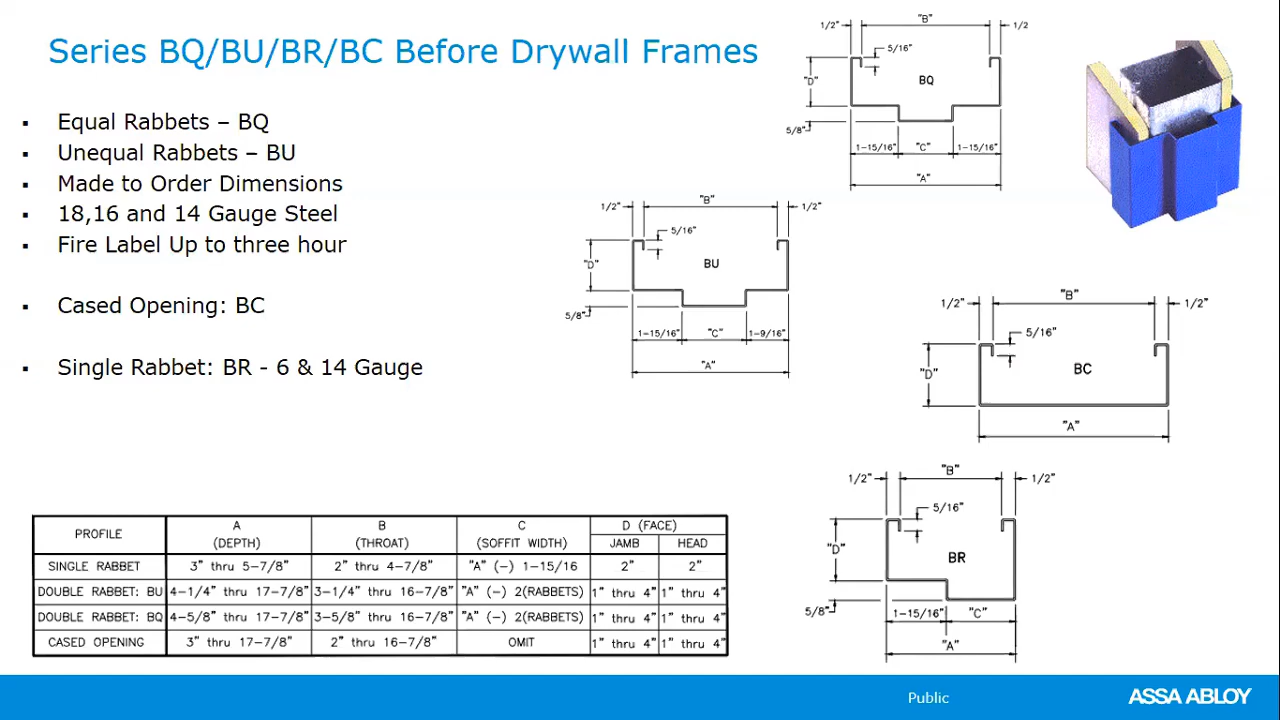 Series BQ/BU/BR/BC Before Drywall Frames
▪ Equal Rabbets – BQ
▪ Unequal Rabbets – BU
▪ Made to Order Dimensions
▪ 18,16 and 14 Gauge Steel
▪ Fire Label Up to three hour
▪ Cased Opening: BC
▪ Single Rabbet: BR - 6 & 14 Gauge
1/2" "B" 1/2
5/16"
"D" BQ
5/8"
1-15/16" "C" 1-15/16"
"A"
1/2" "B" 1/2"
5/16"
"D" BU
5/8"
1-15/16" "C" 1-9/16"
"A"
1/2" "B" 1/2"
5/16"
"D" BC
"A"
1/2" "B" 1/2"
5/16"
"D" BR
5/8"
1-15/16" "C"
"A"
PROFILE A (DEPTH) B (THROAT) C (SOFFIT WIDTH) D (FACE) JAMB HEAD
SINGLE RABBET 3" thru 5-7/8" 2" thru 4-7/8" "A" (-) 1-15/16 2" 2"
DOUBLE RABBET: BU 4-1/4" thru 17-7/8" 3-1/4" thru 16-7/8" "A" (-) 2(RABBETS) 1" thru 4" 1" thru 4"
DOUBLE RABBET: BQ 4-5/8" thru 17-7/8" 3-5/8" thru 16-7/8" "A" (-) 2(RABBETS) 1" thru 4" 1" thru 4"
CASED OPENING 3" thru 17-7/8" 2" thru 16-7/8" OMIT 1" thru 4" 1" thru 4"
Public
ASSA ABLOY